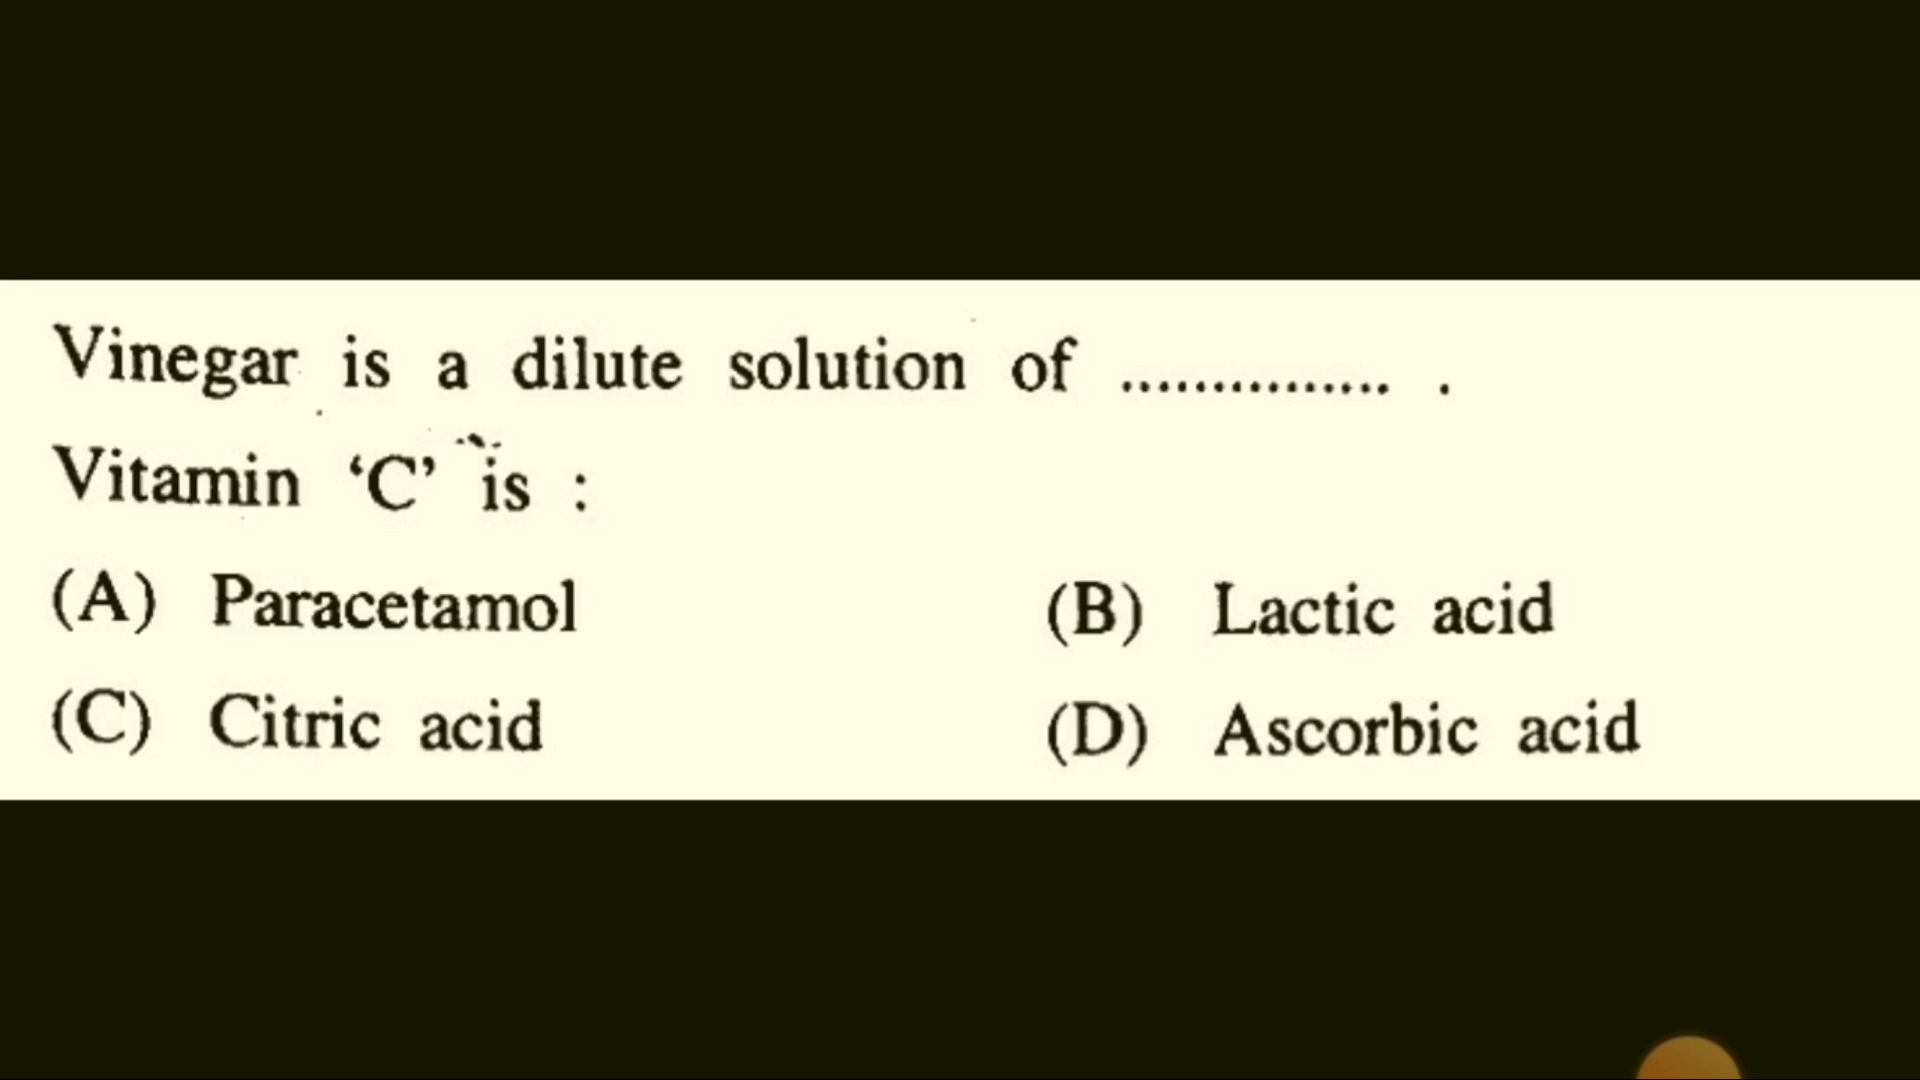 Vinegar is a dilute solution of ............... .
Vitamin ‘C’ is :
(A) Paracetamol (B) Lactic acid
(C) Citric acid (D) Ascorbic acid